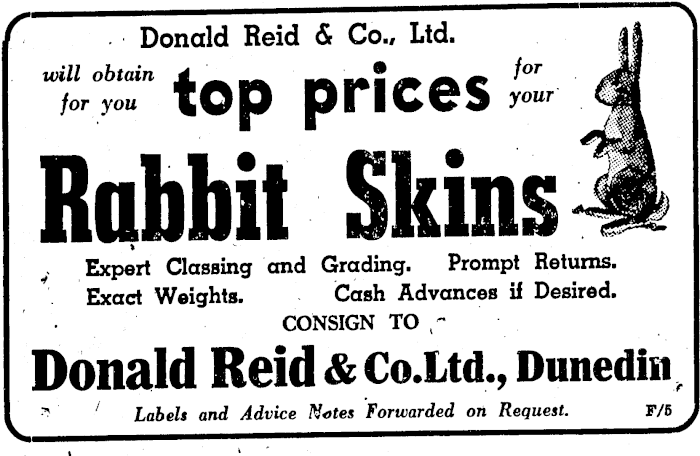 Donald Reid & Co., Ltd.
will obtain for you top prices for your
Rabbit Skins
Expert Classing and Grading. Prompt Returns.
Exact Weights. Cash Advances if Desired.
CONSIGN TO
Donald Reid & Co. Ltd., Dunedin
Labels and Advice Notes Forwarded on Request. F/5